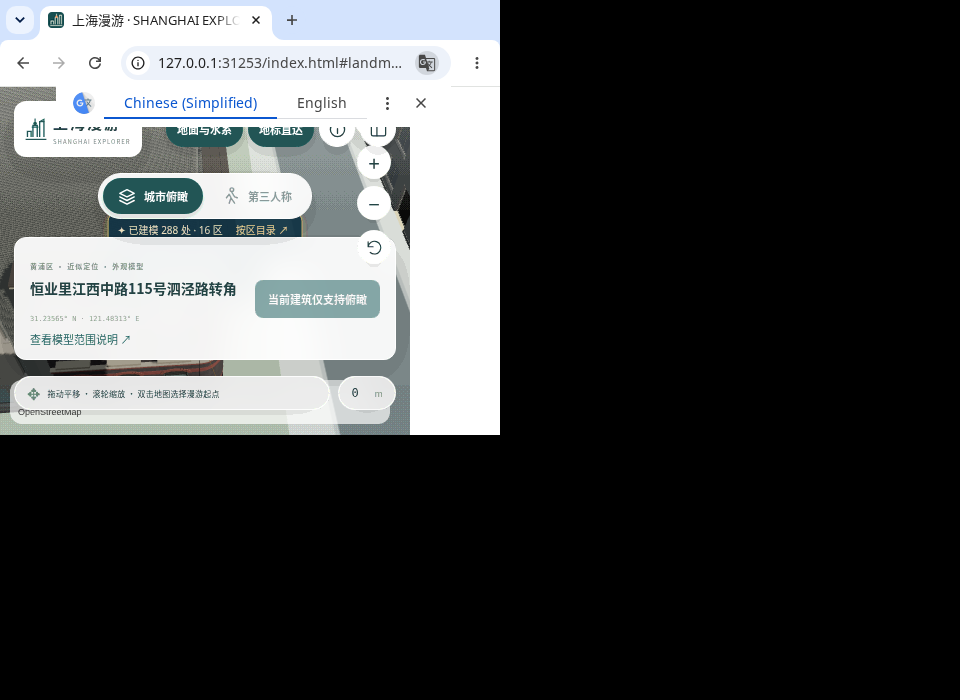 上海漫游 · SHANGHAI EXPLO
127.0.0.1:31253/index.html#landm...
Chinese (Simplified)
English
上海漫游
SHANGHAI EXPLORER
地面与水系
地标直达
城市俯瞰
第三人称
✦ 已建模 288 处 · 16 区 按区目录 ↗
黄浦区 · 近似定位 · 外观模型
恒业里江西中路115号泗泾路转角
当前建筑仅支持俯瞰
31.23565° N · 121.48313° E
查看模型范围说明 ↗
拖动平移 · 滚轮缩放 · 双击地图选择漫游起点
0 m
OpenStreetMap